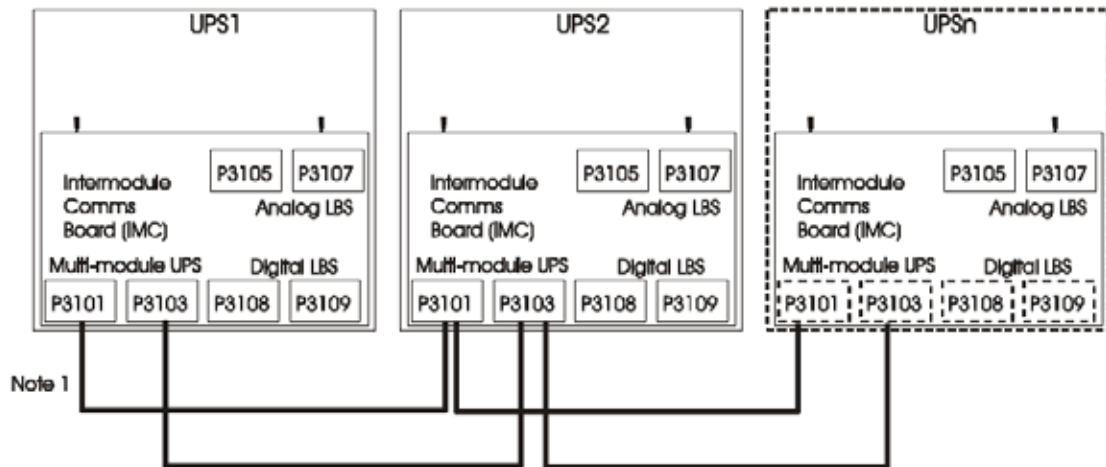 UPS1
P3105
P3107
Intermodule
Comms
Board (IMC)
Analog LBS
Multi-module UPS
Digital LBS
P3101
P3103
P3108
P3109
UPS2
P3105
P3107
Intermodule
Comms
Board (IMC)
Analog LBS
Multi-module UPS
Digital LBS
P3101
P3103
P3108
P3109
UPSn
P3105
P3107
Intermodule
Comms
Board (IMC)
Analog LBS
Multi-module UPS
Digital LBS
P3101
P3103
P3108
P3109
Note 1